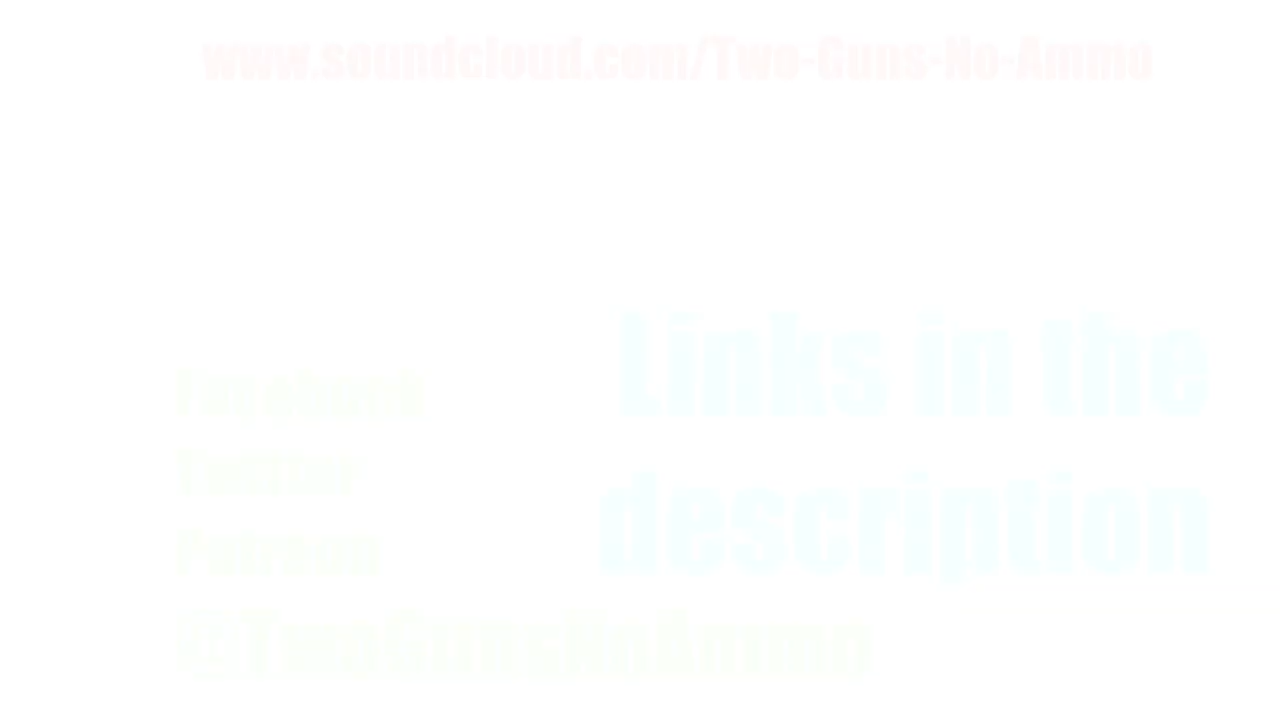 www.soundcloud.com/Two-Guns-No-Ammo
Links in the
description
Facebook
Twitter
Patreon
@TwoGunsNoAmmo